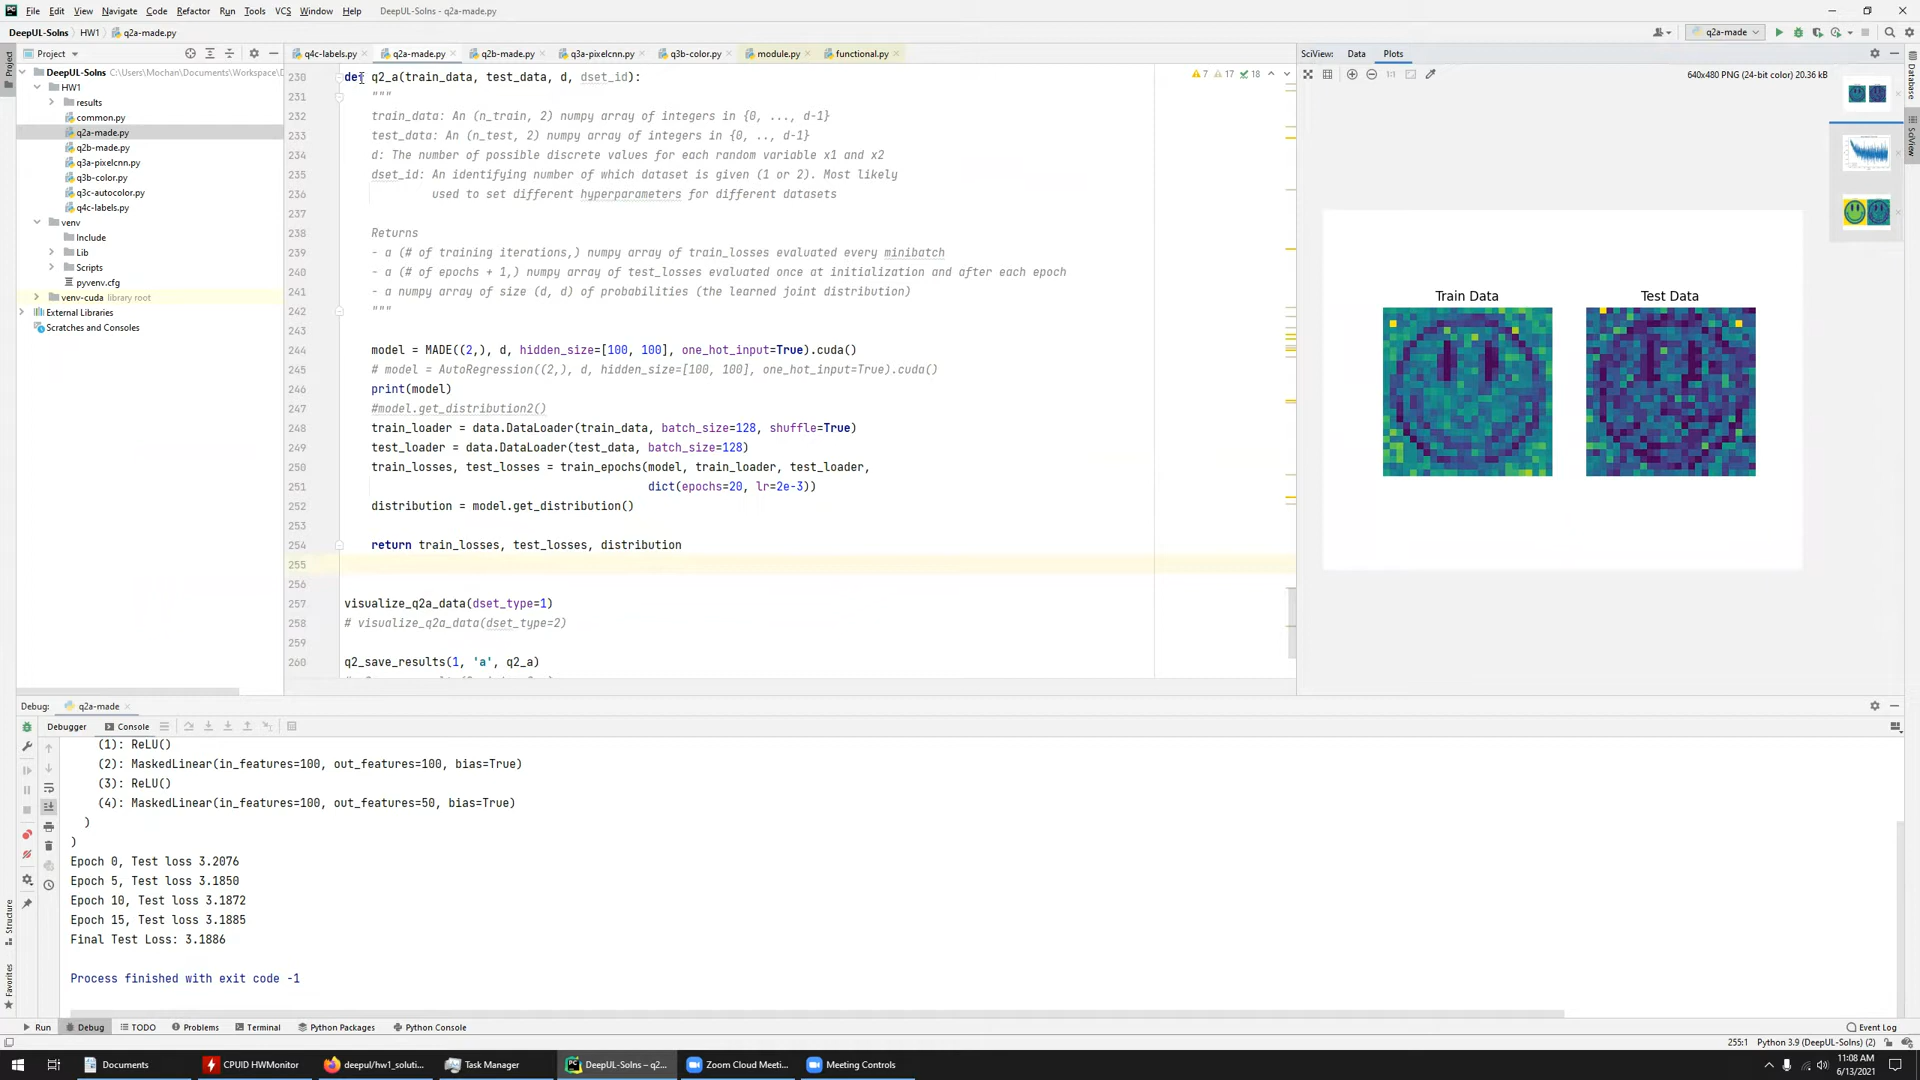 File Edit View Navigate Code Refactor Run Tools VCS Window Help DeepUL-Solns - q2a-made.py
DeepUL-Solns HW1 q2a-made.py q2a-made
Project
DeepUL-Solns C:\Users\Mochan\Documents\Workspace\D
HW1
results
common.py
q2a-made.py
q2b-made.py
q3a-pixelcnn.py
q3b-color.py
q3c-autocolor.py
q4c-labels.py
venv
Include
Lib
Scripts
pyvenv.cfg
venv-cuda library root
External Libraries
Scratches and Consoles
q4c-labels.py q2a-made.py q2b-made.py q3a-pixelcnn.py q3b-color.py module.py functional.py
7 17 18
230 def q2_a(train_data, test_data, d, dset_id):
231 """
232 train_data: An (n_train, 2) numpy array of integers in {0, ..., d-1}
233 test_data: An (n_test, 2) numpy array of integers in {0, .., d-1}
234 d: The number of possible discrete values for each random variable x1 and x2
235 dset_id: An identifying number of which dataset is given (1 or 2). Most likely
236 used to set different hyperparameters for different datasets
237
238 Returns
239 - a (# of training iterations,) numpy array of train_losses evaluated every minibatch
240 - a (# of epochs + 1,) numpy array of test_losses evaluated once at initialization and after each epoch
241 - a numpy array of size (d, d) of probabilities (the learned joint distribution)
242 """
243
244 model = MADE((2,), d, hidden_size=[100, 100], one_hot_input=True).cuda()
245 # model = AutoRegression((2,), d, hidden_size=[100, 100], one_hot_input=True).cuda()
246 print(model)
247 #model.get_distribution2()
248 train_loader = data.DataLoader(train_data, batch_size=128, shuffle=True)
249 test_loader = data.DataLoader(test_data, batch_size=128)
250 train_losses, test_losses = train_epochs(model, train_loader, test_loader,
251 dict(epochs=20, lr=2e-3))
252 distribution = model.get_distribution()
253
254 return train_losses, test_losses, distribution
255
256
257 visualize_q2a_data(dset_type=1)
258 # visualize_q2a_data(dset_type=2)
259
260 q2_save_results(1, 'a', q2_a)
SciView: Data Plots
1:1 640x480 PNG (24-bit color) 20.36 kB
Train Data Test Data
Project
Structure
Favorites
Database
SciView
Debug: q2a-made
Debugger Console
(1): ReLU()
(2): MaskedLinear(in_features=100, out_features=100, bias=True)
(3): ReLU()
(4): MaskedLinear(in_features=100, out_features=50, bias=True)
)
)
Epoch 0, Test loss 3.2076
Epoch 5, Test loss 3.1850
Epoch 10, Test loss 3.1872
Epoch 15, Test loss 3.1885
Final Test Loss: 3.1886
Process finished with exit code -1
Run Debug TODO Problems Terminal Python Packages Python Console Event Log
255:1 Python 3.9 (DeepUL-Solns) (2)
Documents CPUID HWMonitor deepul/hw1_soluti... Task Manager DeepUL-Solns – q2... Zoom Cloud Meeti... Meeting Controls
11:08 AM
6/13/2021